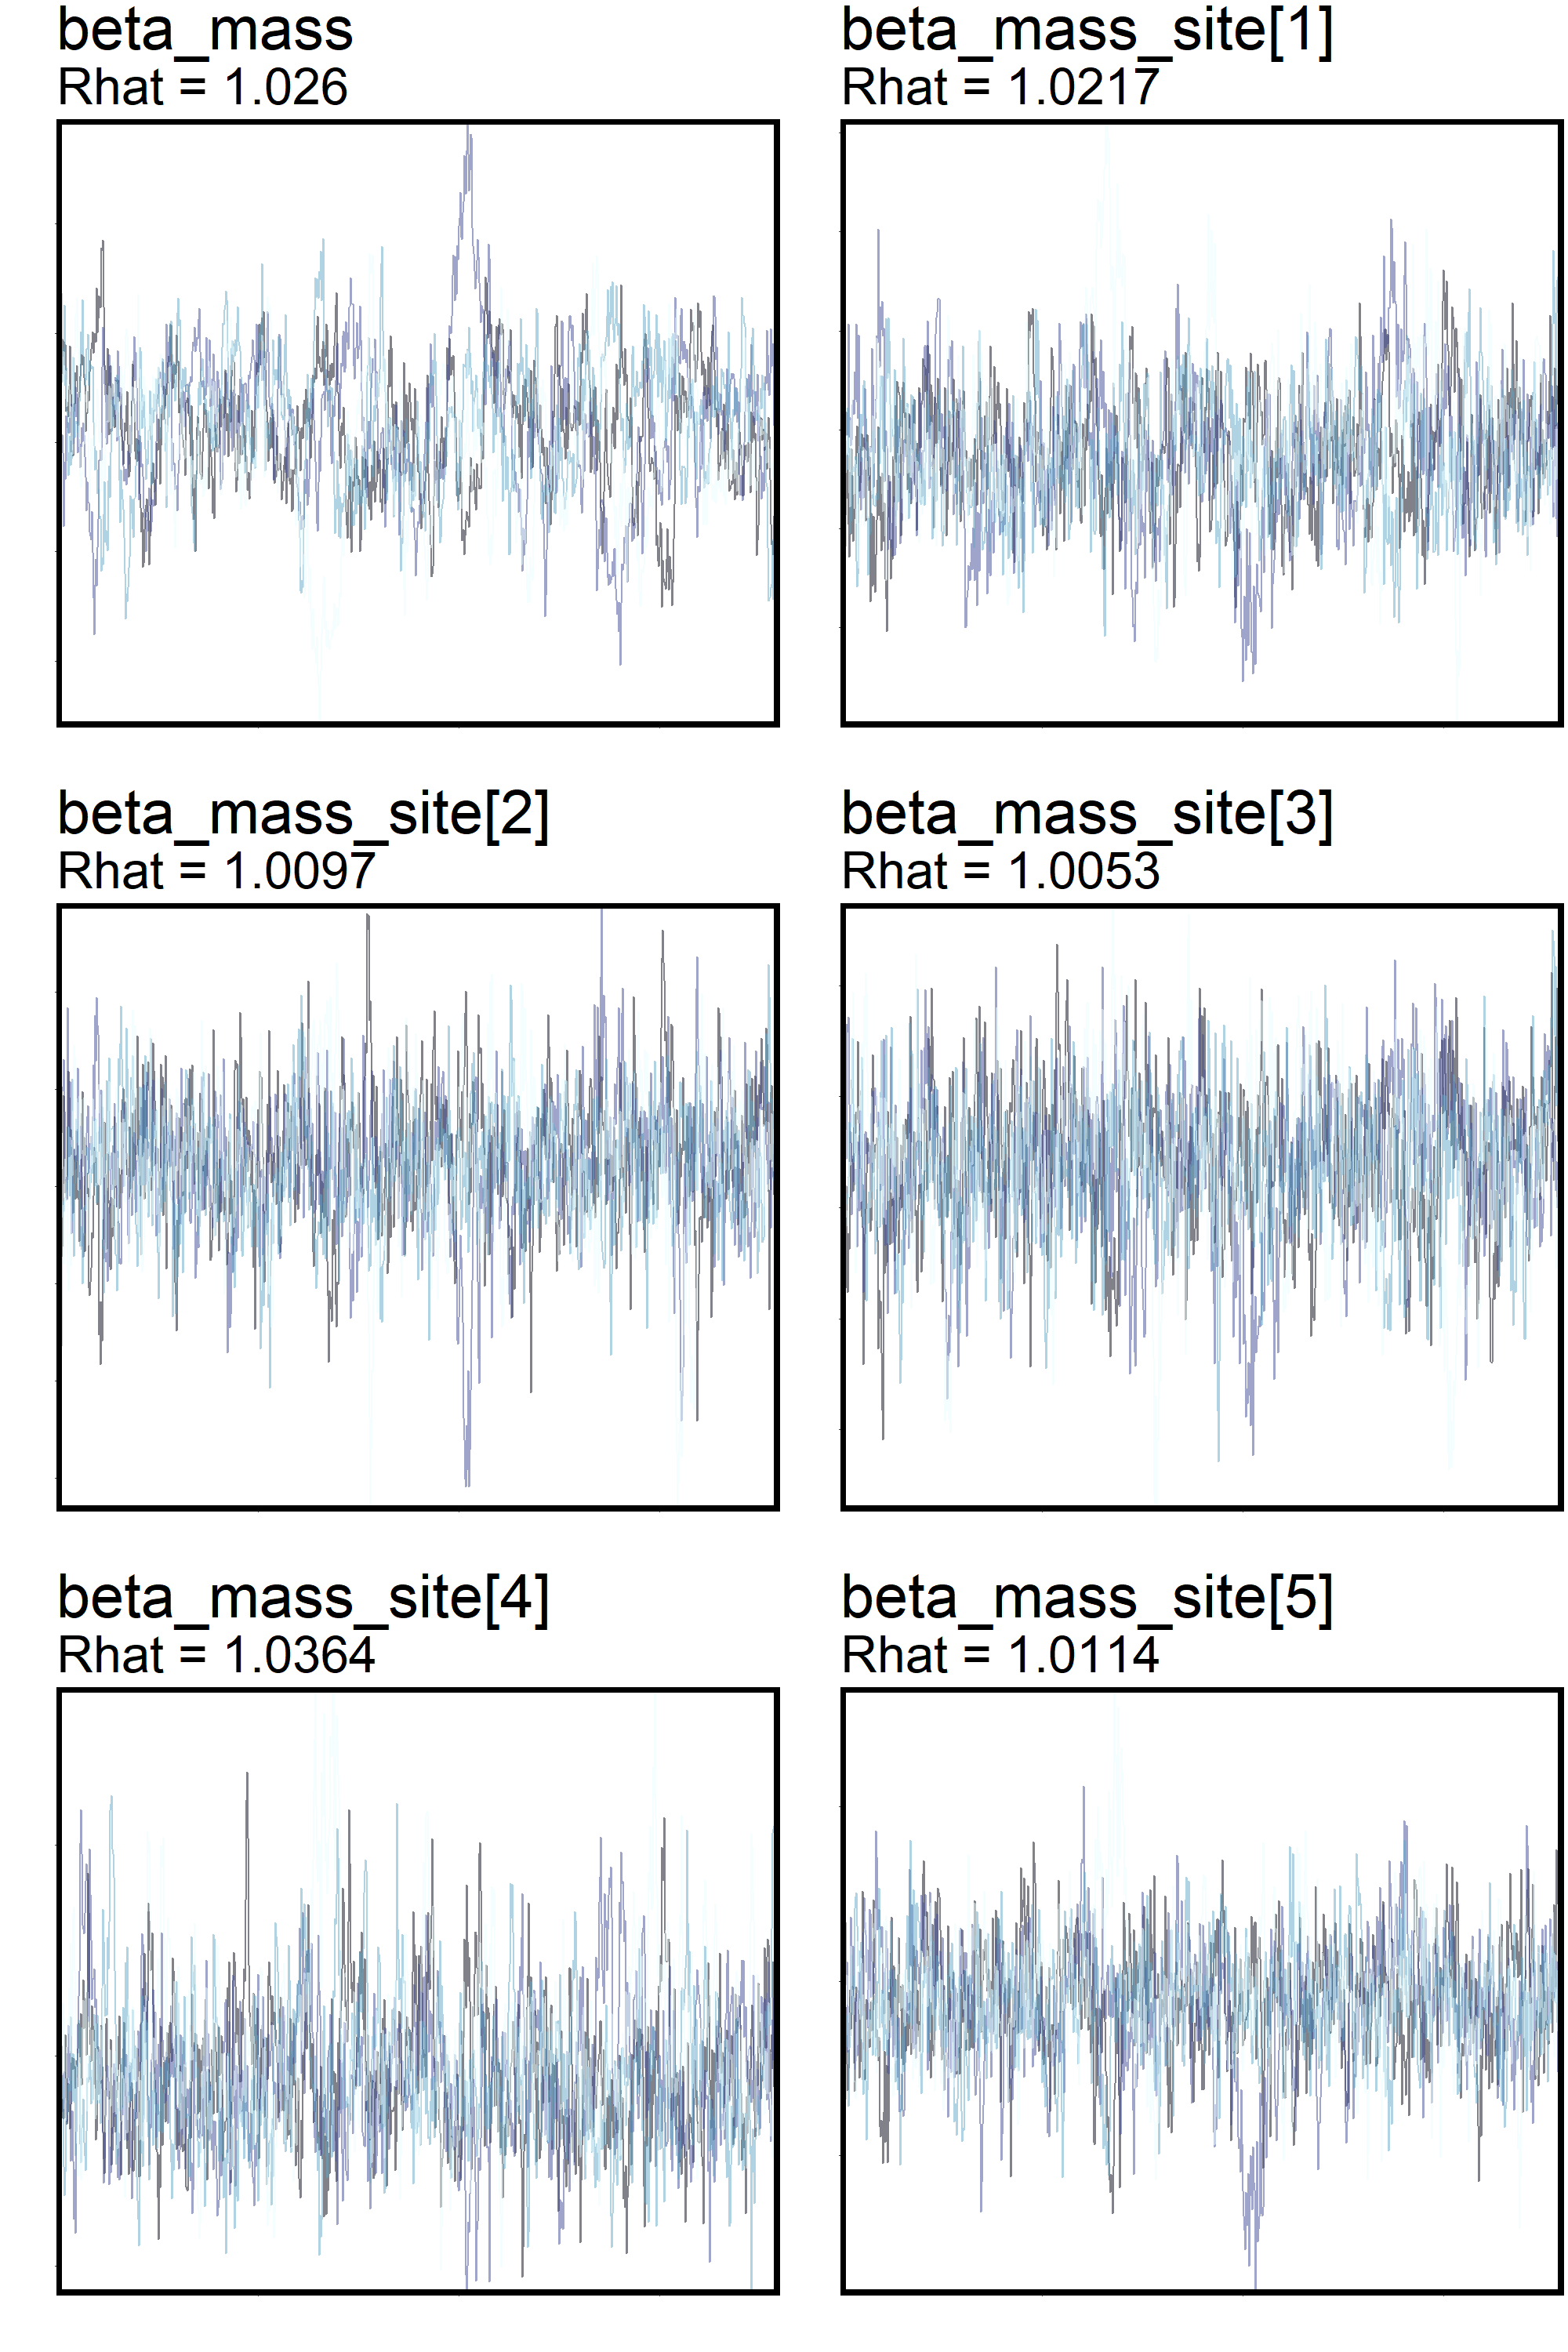 beta_mass
Rhat = 1.026
beta_mass_site[1]
Rhat = 1.0217
beta_mass_site[2]
Rhat = 1.0097
beta_mass_site[3]
Rhat = 1.0053
beta_mass_site[4]
Rhat = 1.0364
beta_mass_site[5]
Rhat = 1.0114